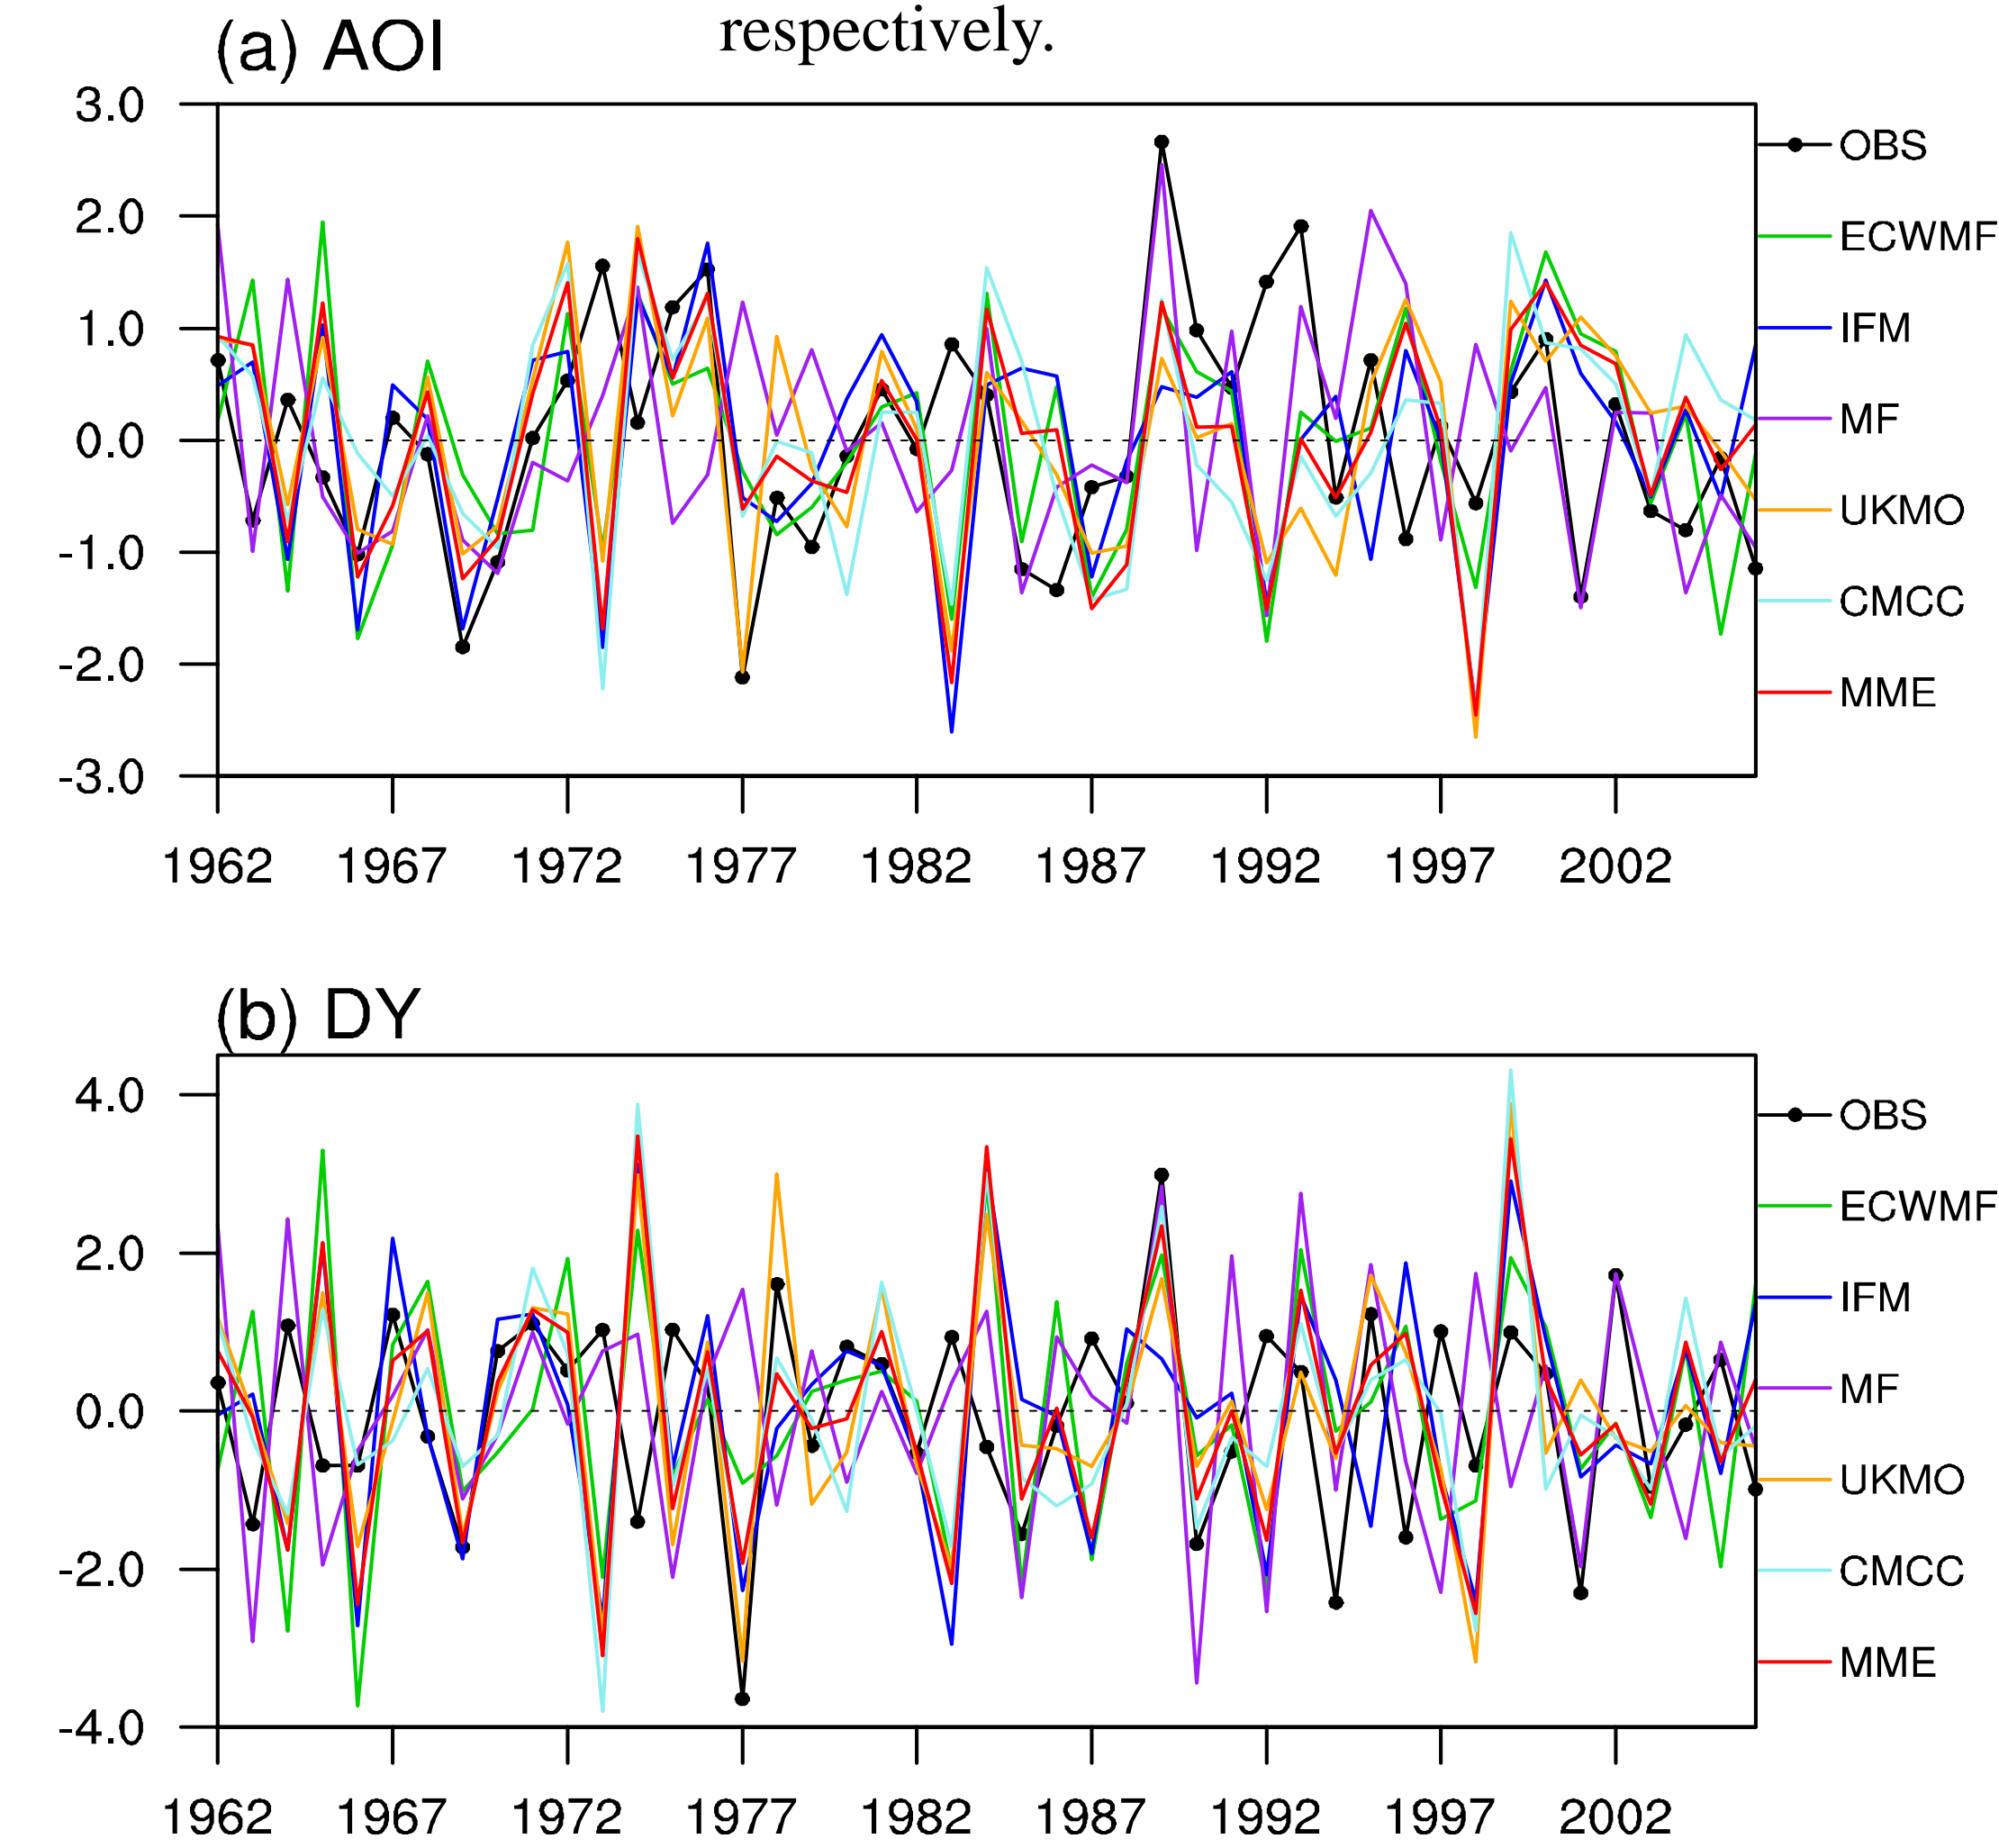 respectively.
(a) AOI
3.0
2.0
1.0
0.0
-1.0
-2.0
-3.0
1962 1967 1972 1977 1982 1987 1992 1997 2002
OBS
ECWMF
IFM
MF
UKMO
CMCC
MME
(b) DY
4.0
2.0
0.0
-2.0
-4.0
1962 1967 1972 1977 1982 1987 1992 1997 2002
OBS
ECWMF
IFM
MF
UKMO
CMCC
MME